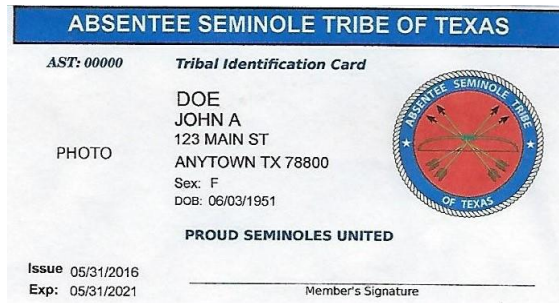 ABSENTEE SEMINOLE TRIBE OF TEXAS
AST: 00000
Tribal Identification Card
DOE
JOHN A
123 MAIN ST
ANYTOWN TX 78800
Sex: F
DOB: 06/03/1951
PHOTO
ABSENTEE SEMINOLE TRIBE
OF TEXAS
PROUD SEMINOLES UNITED
Issue 05/31/2016
Exp: 05/31/2021
Member's Signature